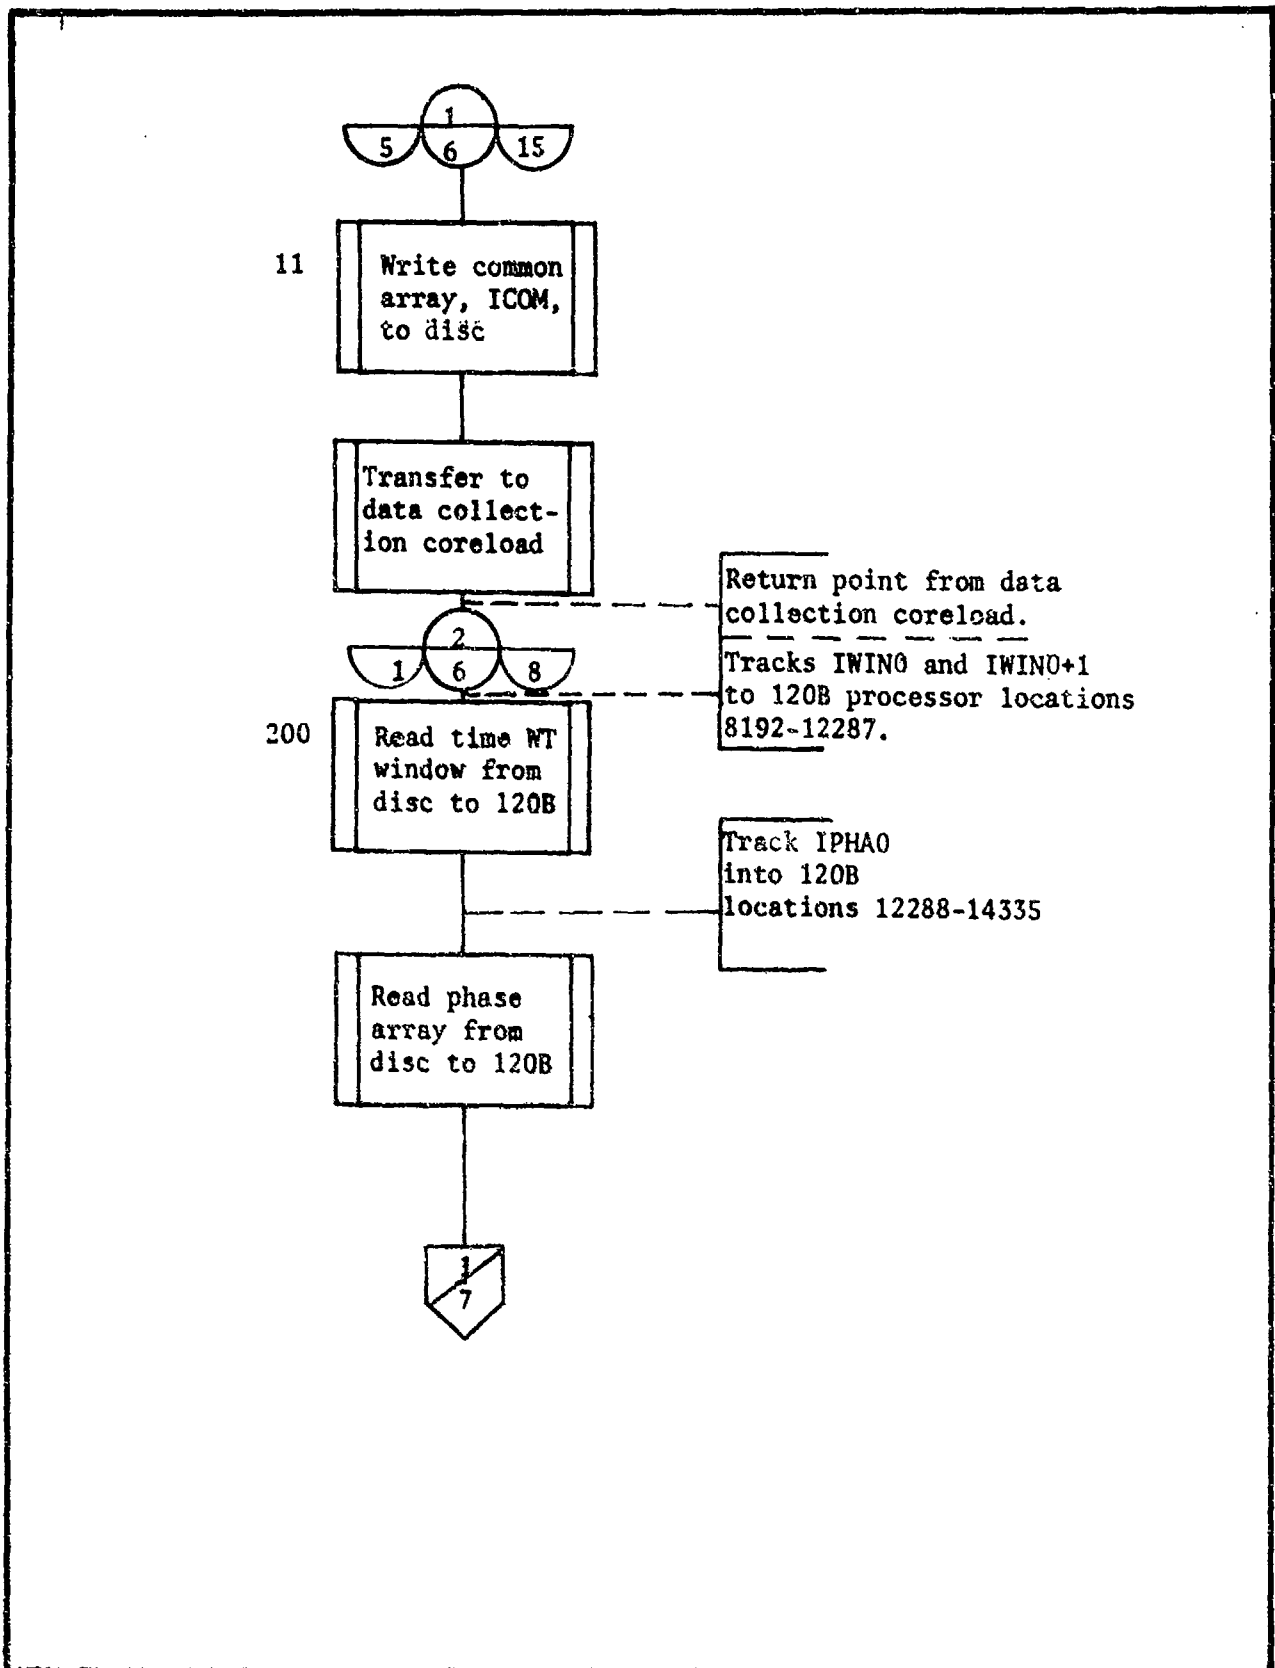 1
5 6 15
11
Write common
array, ICOM,
to disc
Transfer to
data collect-
ion coreload
Return point from data
collection coreload.
2
1 6 8
Tracks IWIN0 and IWIN0+1
to 120B processor locations
8192-12287.
200
Read time WT
window from
disc to 120B
Track IPHA0
into 120B
locations 12288-14335
Read phase
array from
disc to 120B
1
7